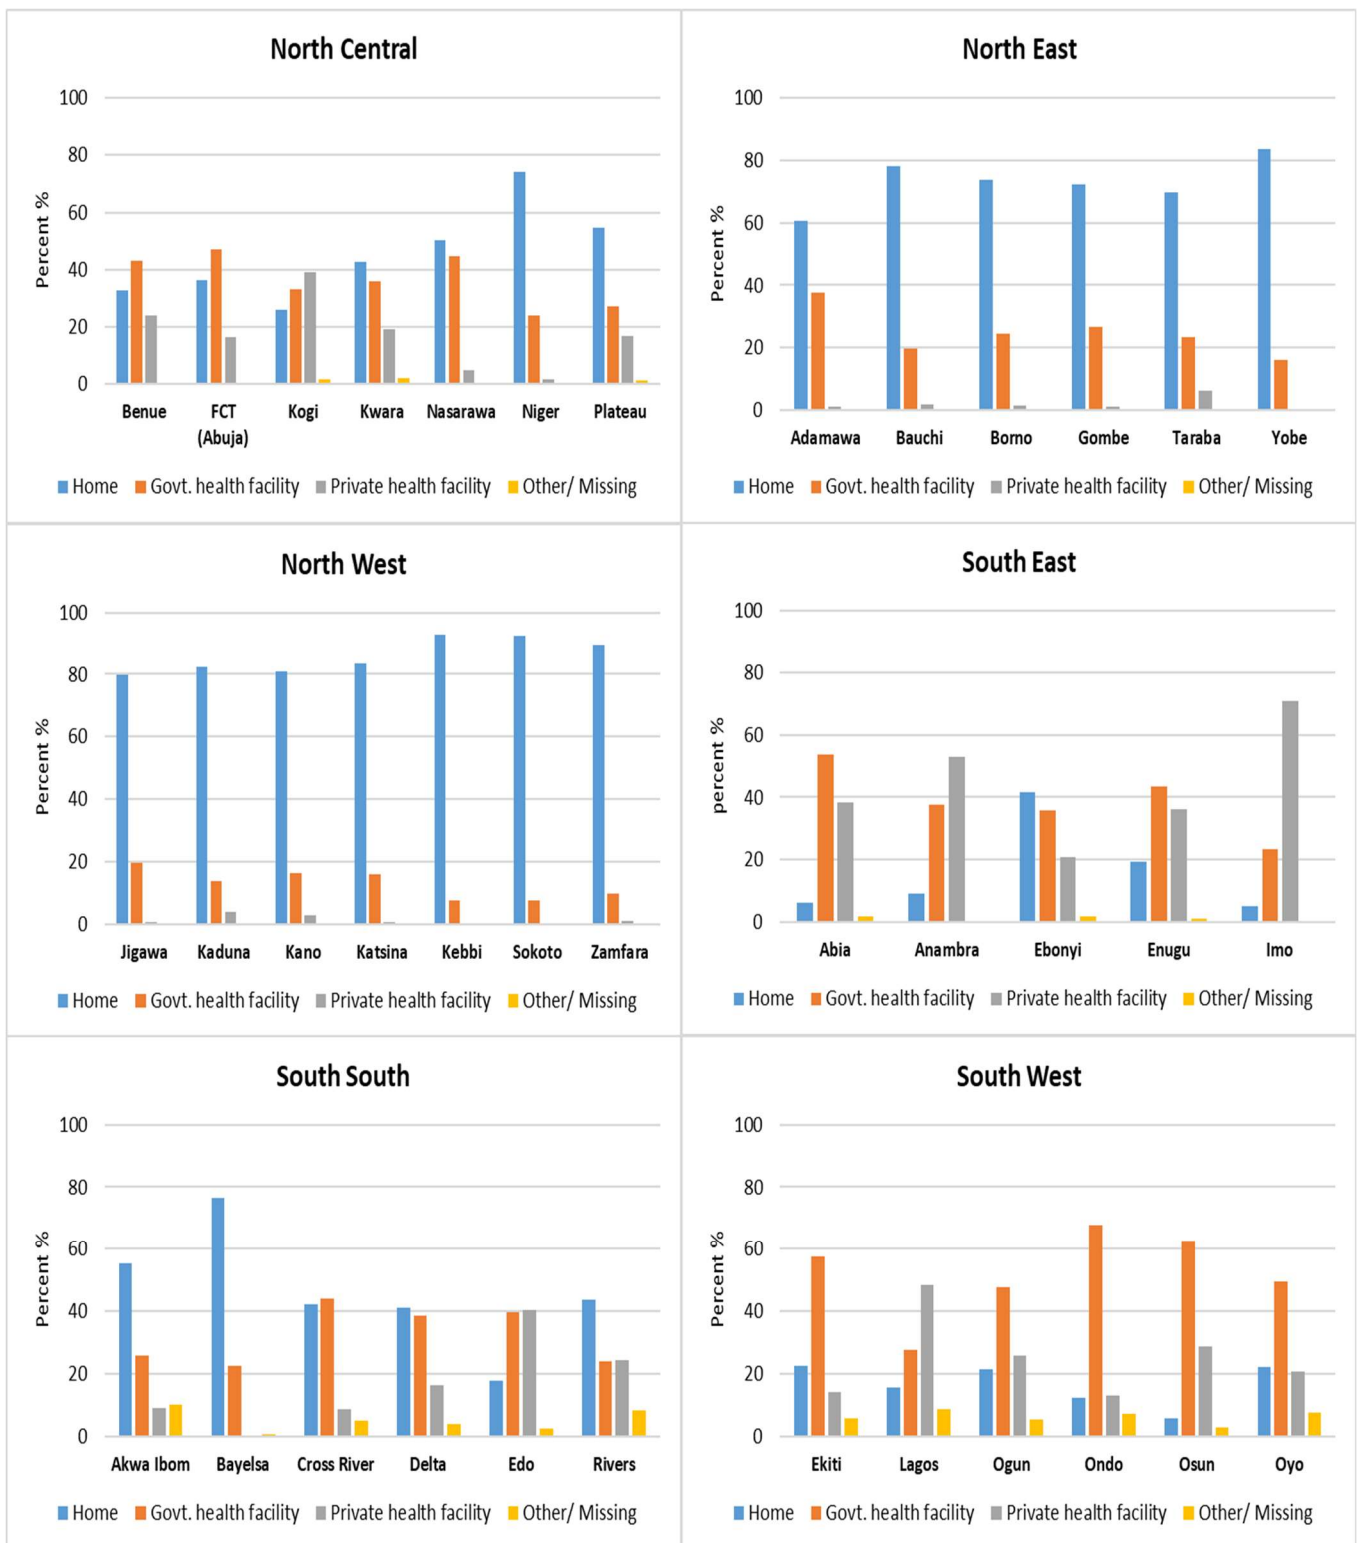 North Central
100
80
60
40
20
0
Percent %
Benue FCT (Abuja) Kogi Kwara Nasarawa Niger Plateau
Home Govt. health facility Private health facility Other/ Missing
North East
100
80
60
40
20
0
Percent %
Adamawa Bauchi Borno Gombe Taraba Yobe
Home Govt. health facility Private health facility Other/ Missing
North West
100
80
60
40
20
0
Percent %
Jigawa Kaduna Kano Katsina Kebbi Sokoto Zamfara
Home Govt. health facility Private health facility Other/ Missing
South East
100
80
60
40
20
0
percent %
Abia Anambra Ebonyi Enugu Imo
Home Govt. health facility Private health facility Other/ Missing
South South
100
80
60
40
20
0
Percent %
Akwa Ibom Bayelsa Cross River Delta Edo Rivers
Home Govt. health facility Private health facility Other/ Missing
South West
100
80
60
40
20
0
Percent %
Ekiti Lagos Ogun Ondo Osun Oyo
Home Govt. health facility Private health facility Other/ Missing